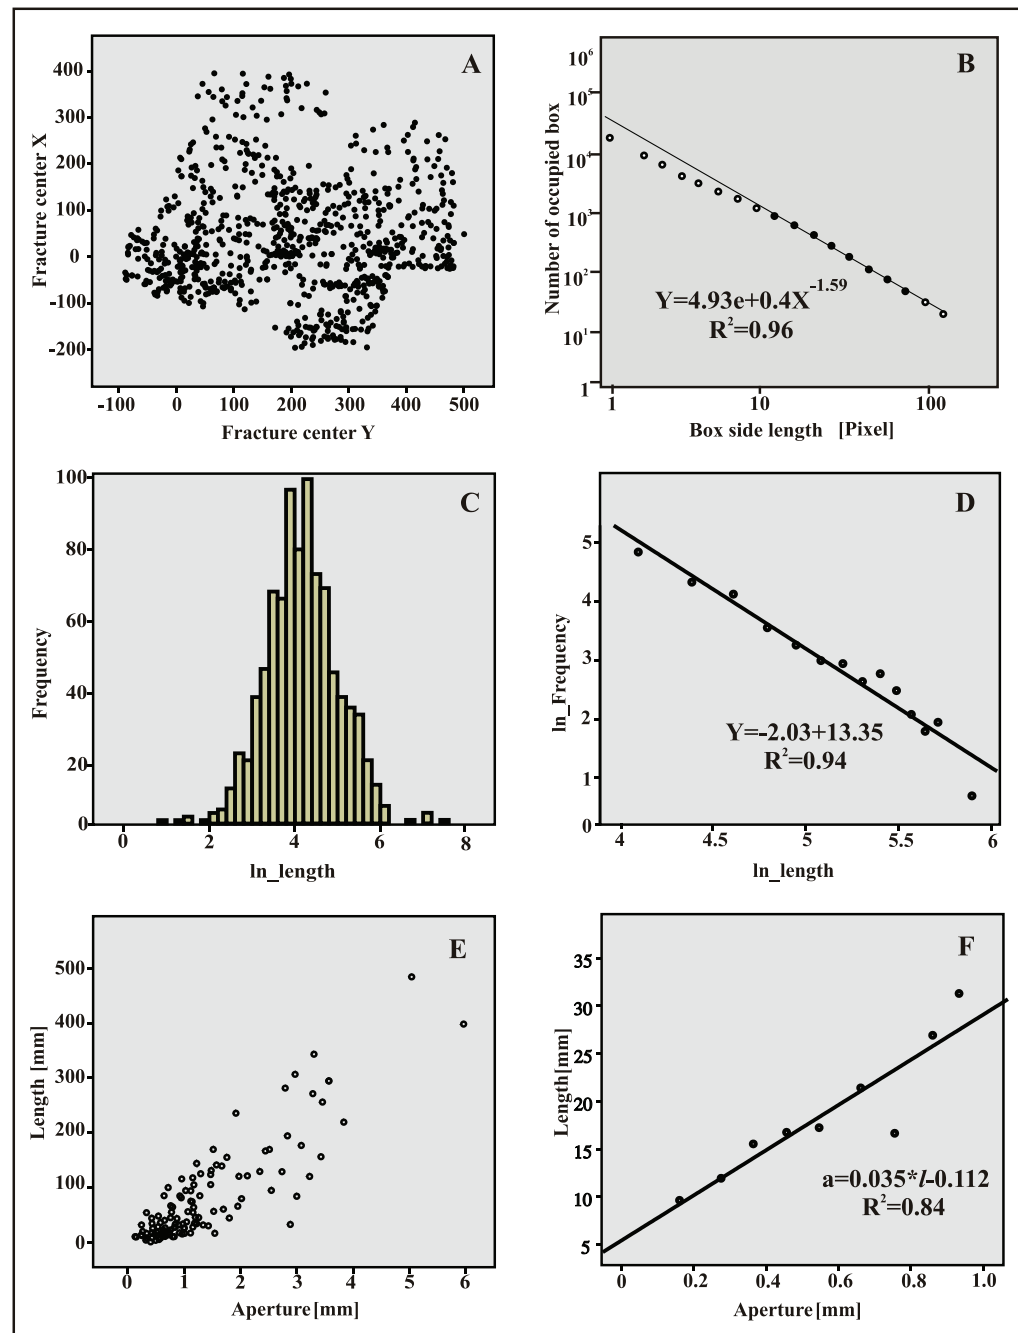 A
Fracture center X
400
300
200
100
0
-100
-200
-100 0 100 200 300 400 500
Fracture center Y
B
Number of occupied box
10⁶
10⁵
10⁴
10³
10²
10¹
1
Y=4.93e+0.4X⁻¹·⁵⁹
R²=0.96
1 10 100
Box side length [Pixel]
C
Frequency
100
80
60
40
20
0
0 2 4 6 8
ln_length
D
ln_Frequency
5
4
3
2
1
0
Y=-2.03+13.35
R²=0.94
4 4.5 5 5.5 6
ln_length
E
Length [mm]
500
400
300
200
100
0
0 1 2 3 4 5 6
Aperture[mm]
F
Length[mm]
35
30
25
20
15
10
5
a=0.035*l-0.112
R²=0.84
0 0.2 0.4 0.6 0.8 1.0
Aperture[mm]